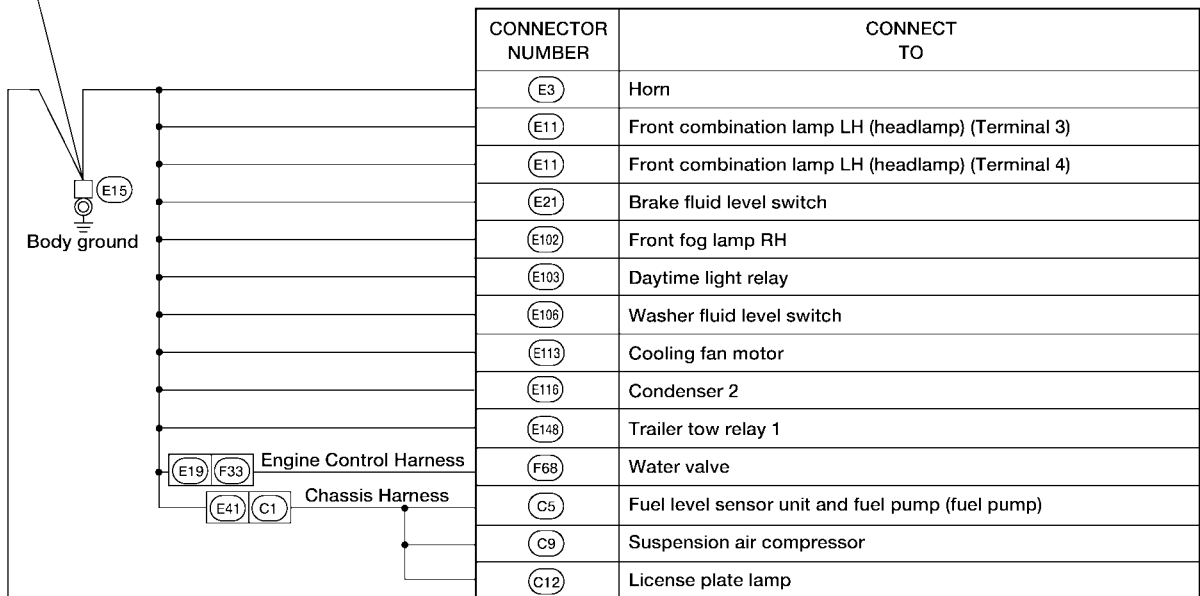 CONNECTOR NUMBER CONNECT TO
E3 Horn
E11 Front combination lamp LH (headlamp) (Terminal 3)
E11 Front combination lamp LH (headlamp) (Terminal 4)
E15
E21 Brake fluid level switch
Body ground
E102 Front fog lamp RH
E103 Daytime light relay
E106 Washer fluid level switch
E113 Cooling fan motor
E116 Condenser 2
E148 Trailer tow relay 1
E19 F33 Engine Control Harness F68 Water valve
E41 C1 Chassis Harness C5 Fuel level sensor unit and fuel pump (fuel pump)
C9 Suspension air compressor
C12 License plate lamp